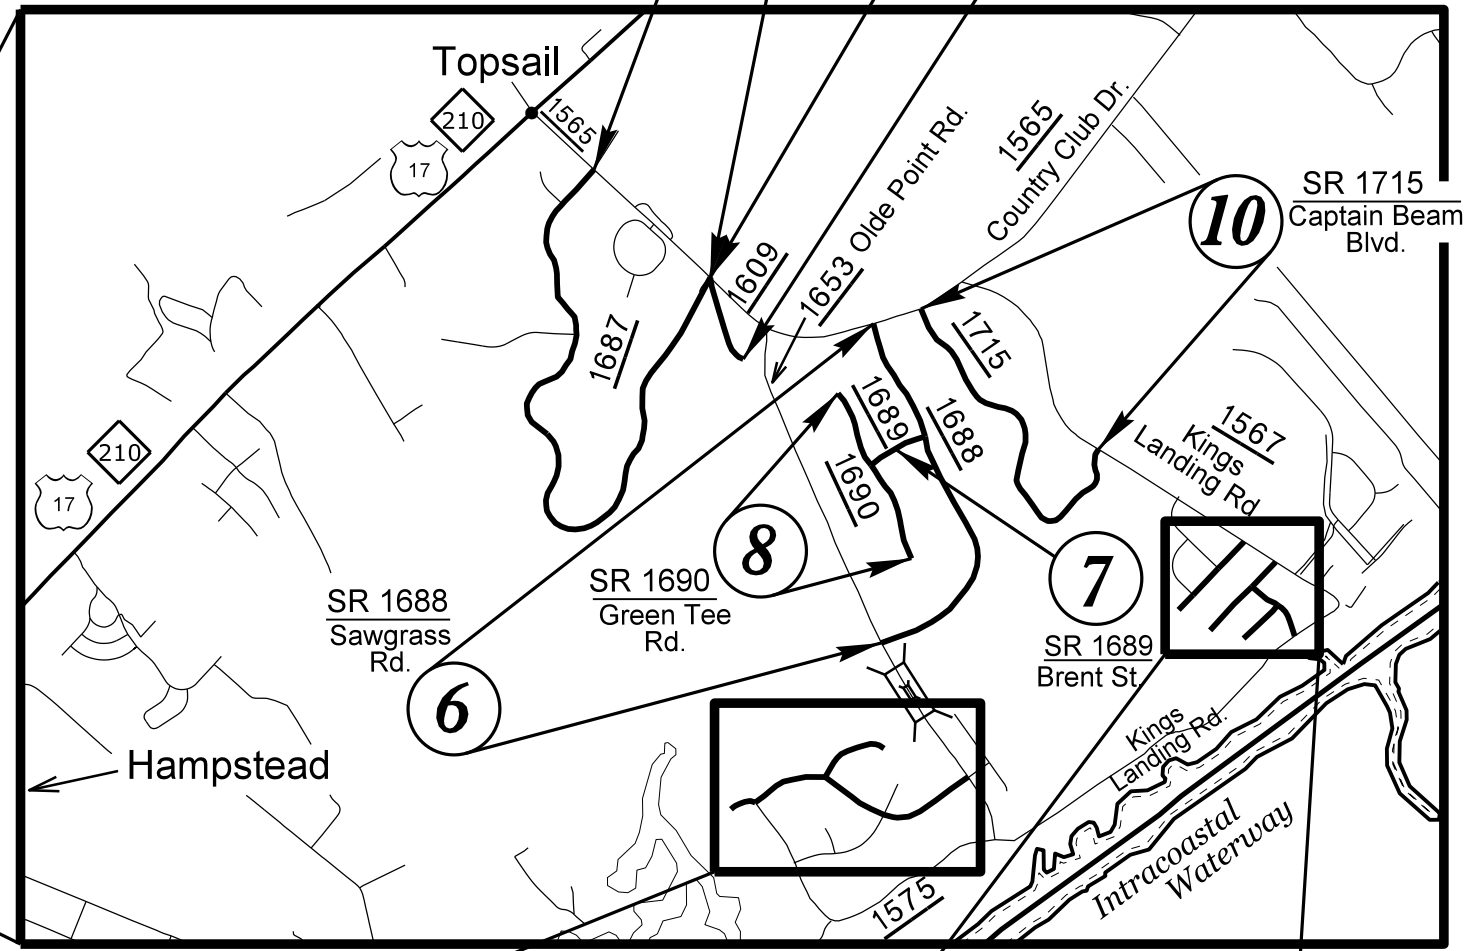 Topsail
210
17
1565
1565
Country Club Dr.
1653 Olde Point Rd.
1609
10
SR 1715
Captain Beam
Blvd.
1687
1715
1689
1688
1690
1567
Kings
Landing Rd
210
17
8
7
SR 1690
Green Tee
Rd.
SR 1688
Sawgrass
Rd.
6
SR 1689
Brent St.
Kings
Landing Rd.
Hampstead
Intracoastal
Waterway
1575